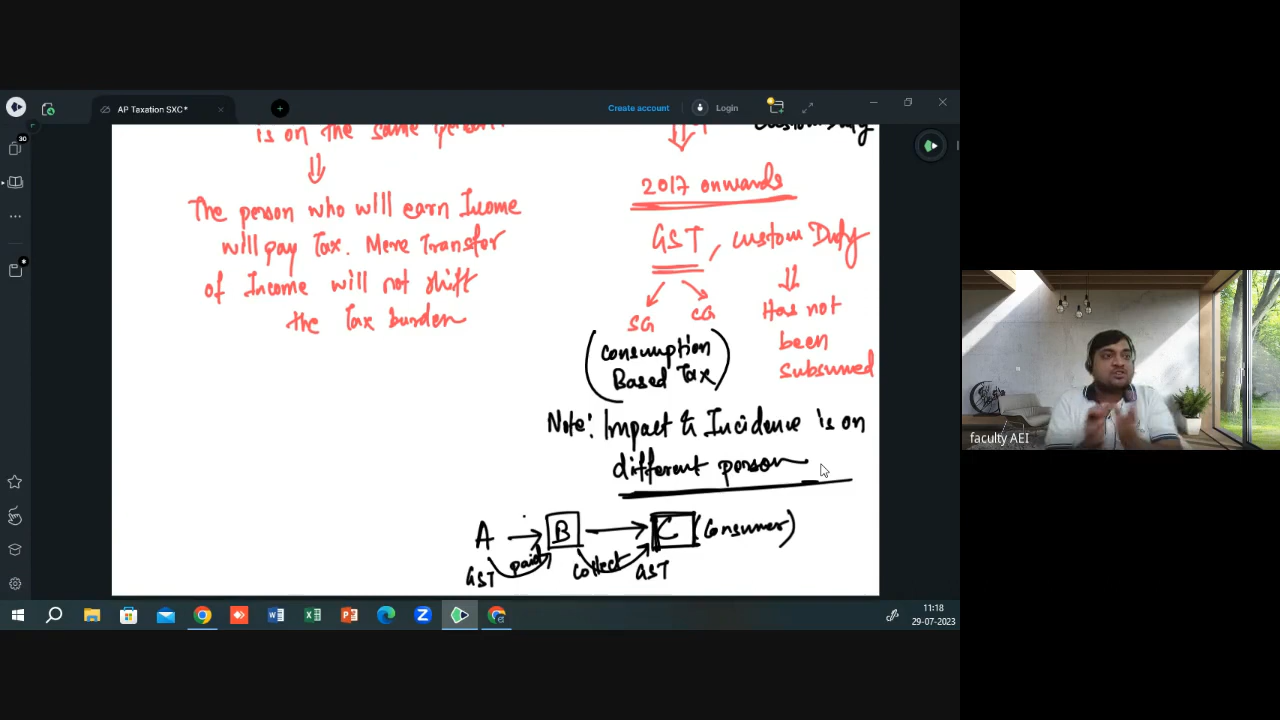 AP Taxation SXC*
Create account
Login
30
is on the same person.
⇓
The person who will earn Income
will pay Tax. Mere Transfer
of Income will not shift
the Tax burden
Custom Duty
2017 onwards
GST, custom Duty
SG CG
(Consumption
Based Tax)
Has not
been
Subsumed
Note: Impact & Incidence is on
different person
A → B → C (Consumer)
GST paid collect GST
faculty AEI
11:18
29-07-2023